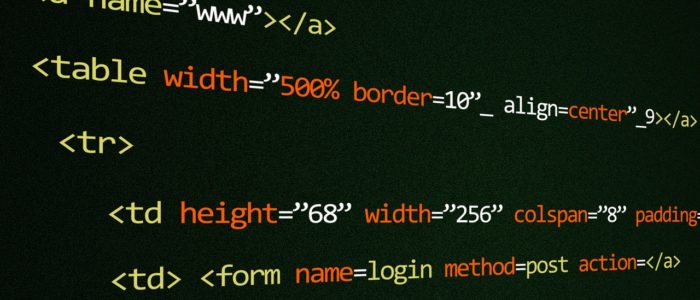 name=”www”></a>
<table width=”500% border=10”_ align=center”_9></a>
<tr>
<td height=”68” width=”256” colspan=”8” padding=
<td> <form name=login method=post action=</a>